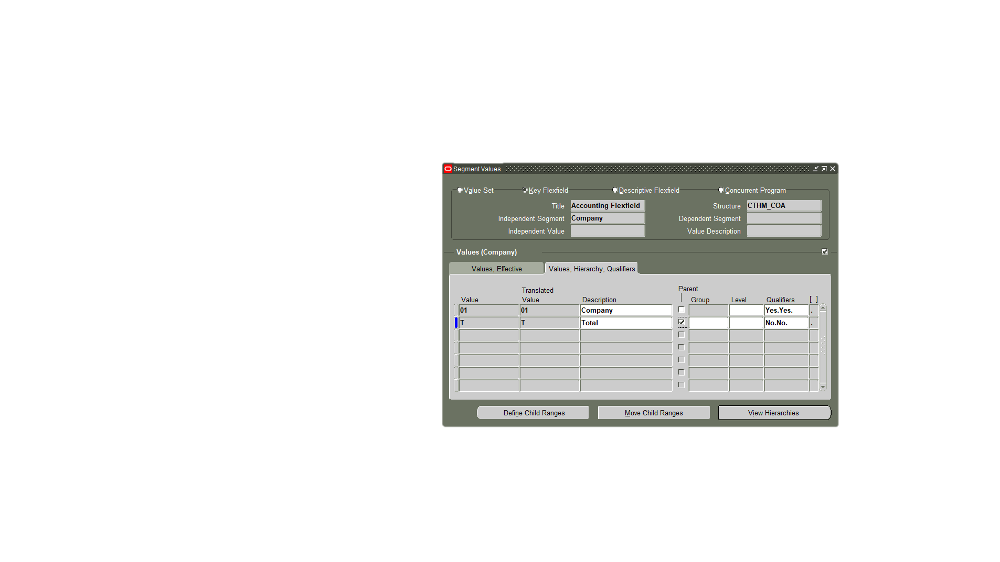 Segment Values
Value Set Key Flexfield Descriptive Flexfield Concurrent Program
Title Accounting Flexfield Structure CTHM_COA
Independent Segment Company Dependent Segment
Independent Value Value Description
Values (Company)
Values, Effective Values, Hierarchy, Qualifiers
Translated Parent
Value Value Description Group Level Qualifiers [ ]
01 01 Company Yes.Yes. .
T T Total No.No. .
Define Child Ranges Move Child Ranges View Hierarchies